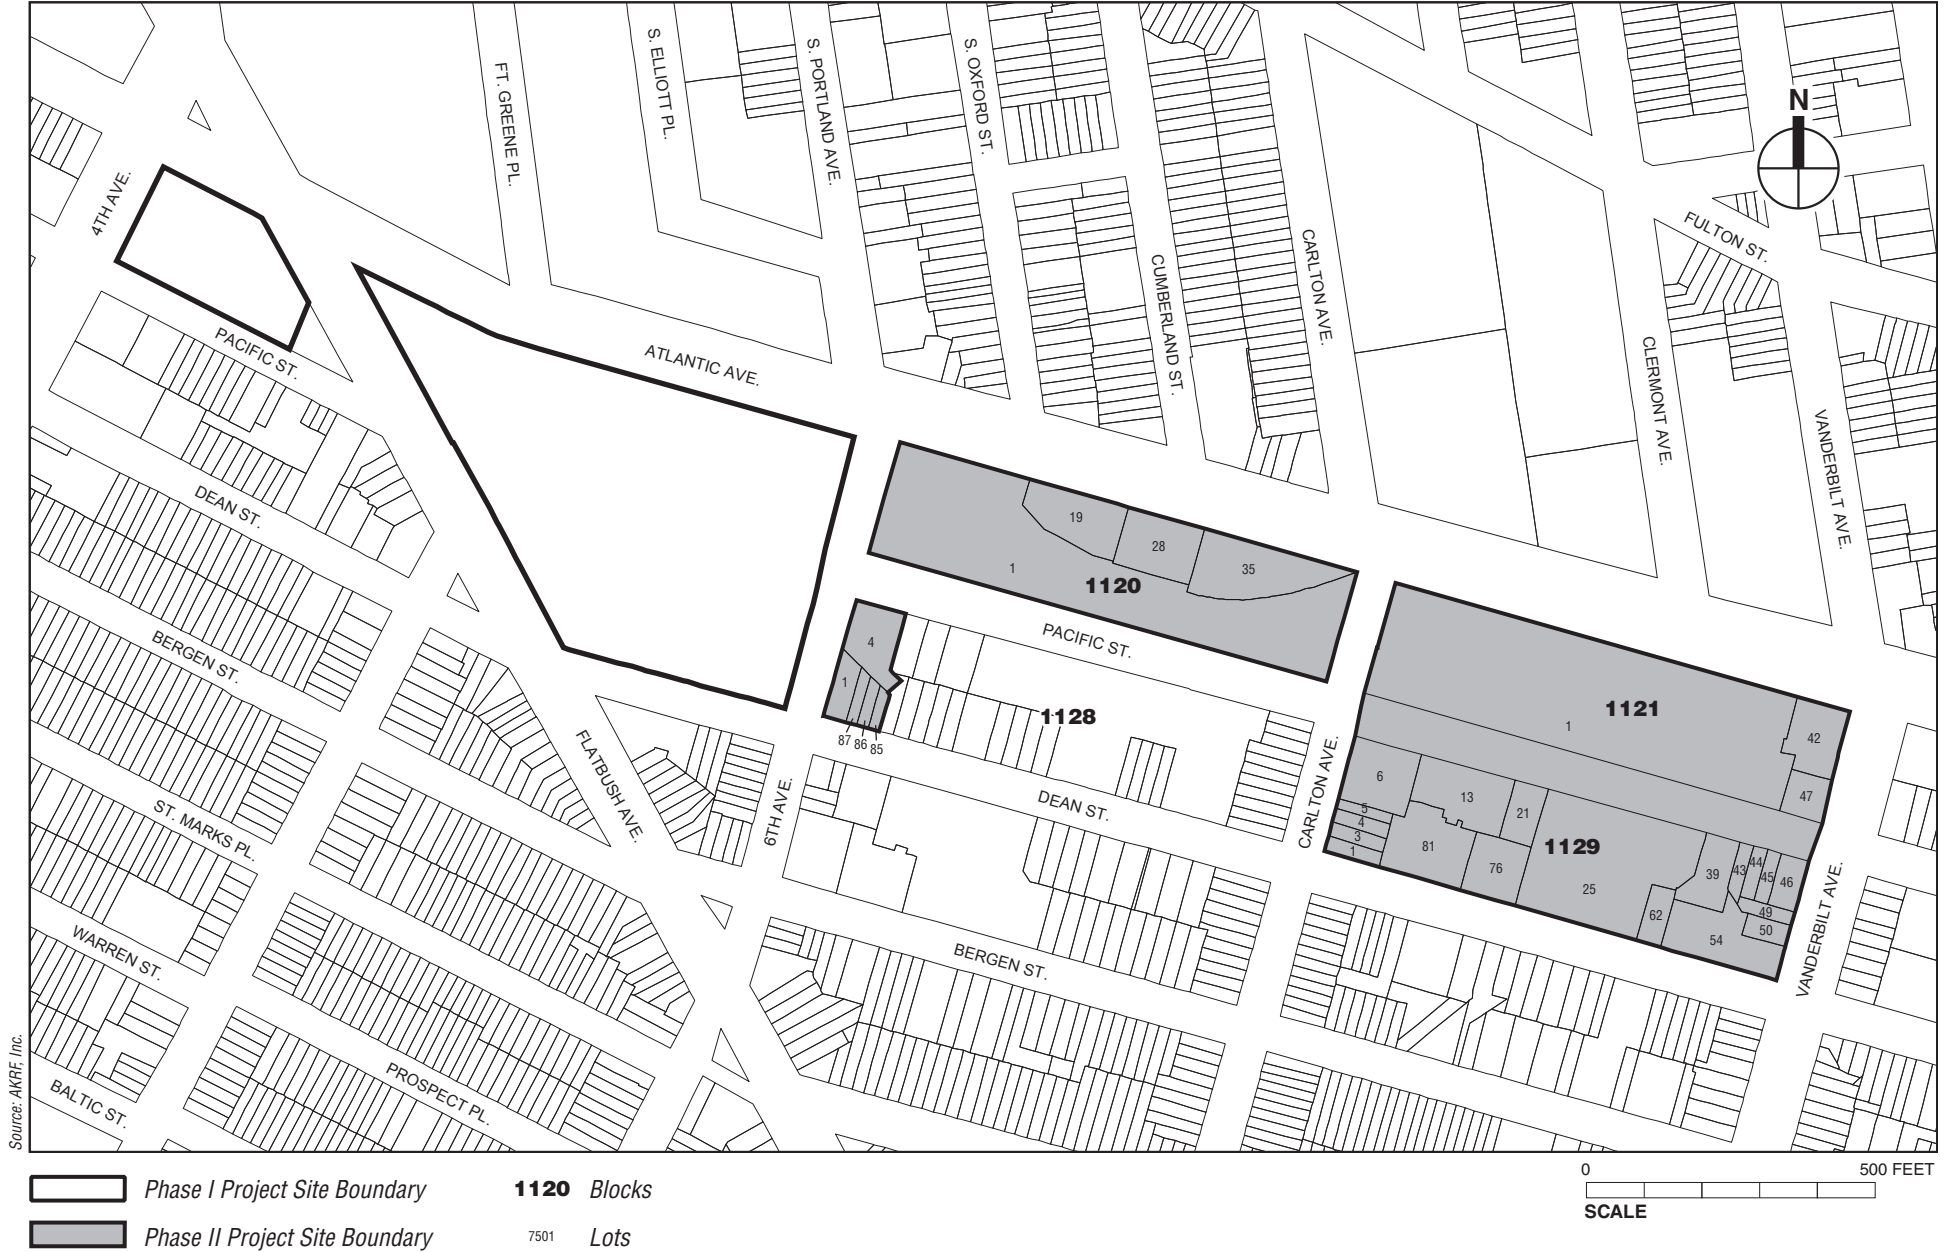 FT. GREENE PL.
S. ELLIOTT PL.
S. PORTLAND AVE.
S. OXFORD ST.
N
4TH AVE.
FULTON ST.
CARLTON AVE.
CUMBERLAND ST.
PACIFIC ST.
ATLANTIC AVE.
CLERMONT AVE.
VANDERBILT AVE.
DEAN ST.
19
28
35
1
1120
BERGEN ST.
4
PACIFIC ST.
1
1128
1121
1
42
87 86 85
FLATBUSH AVE.
6TH AVE.
DEAN ST.
CARLTON AVE.
6
13
21
47
5
4
3
1
81
76
1129
25
39
43
44
45
46
49
50
62
54
ST. MARKS PL.
VANDERBILT AVE.
WARREN ST.
BERGEN ST.
PROSPECT PL.
BALTIC ST.
Source: AKRF, Inc.
Phase I Project Site Boundary
1120 Blocks
Phase II Project Site Boundary
7501 Lots
0 500 FEET
SCALE